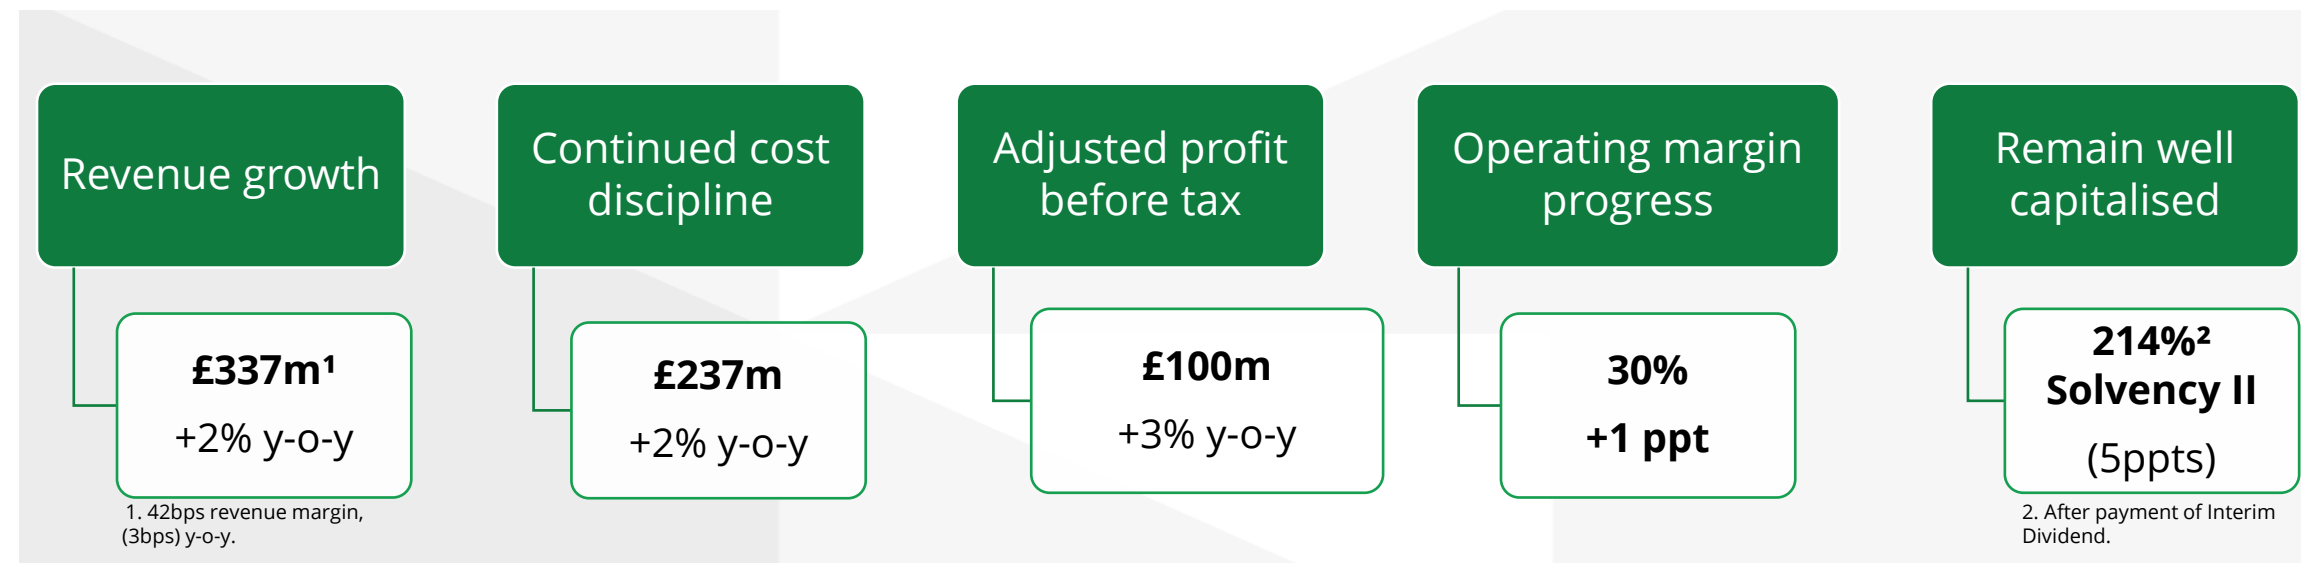 Revenue growth
£337m¹
+2% y-o-y
1. 42bps revenue margin,
(3bps) y-o-y.
Continued cost
discipline
£237m
+2% y-o-y
Adjusted profit
before tax
£100m
+3% y-o-y
Operating margin
progress
30%
+1 ppt
Remain well
capitalised
214%²
Solvency II
(5ppts)
2. After payment of Interim
Dividend.